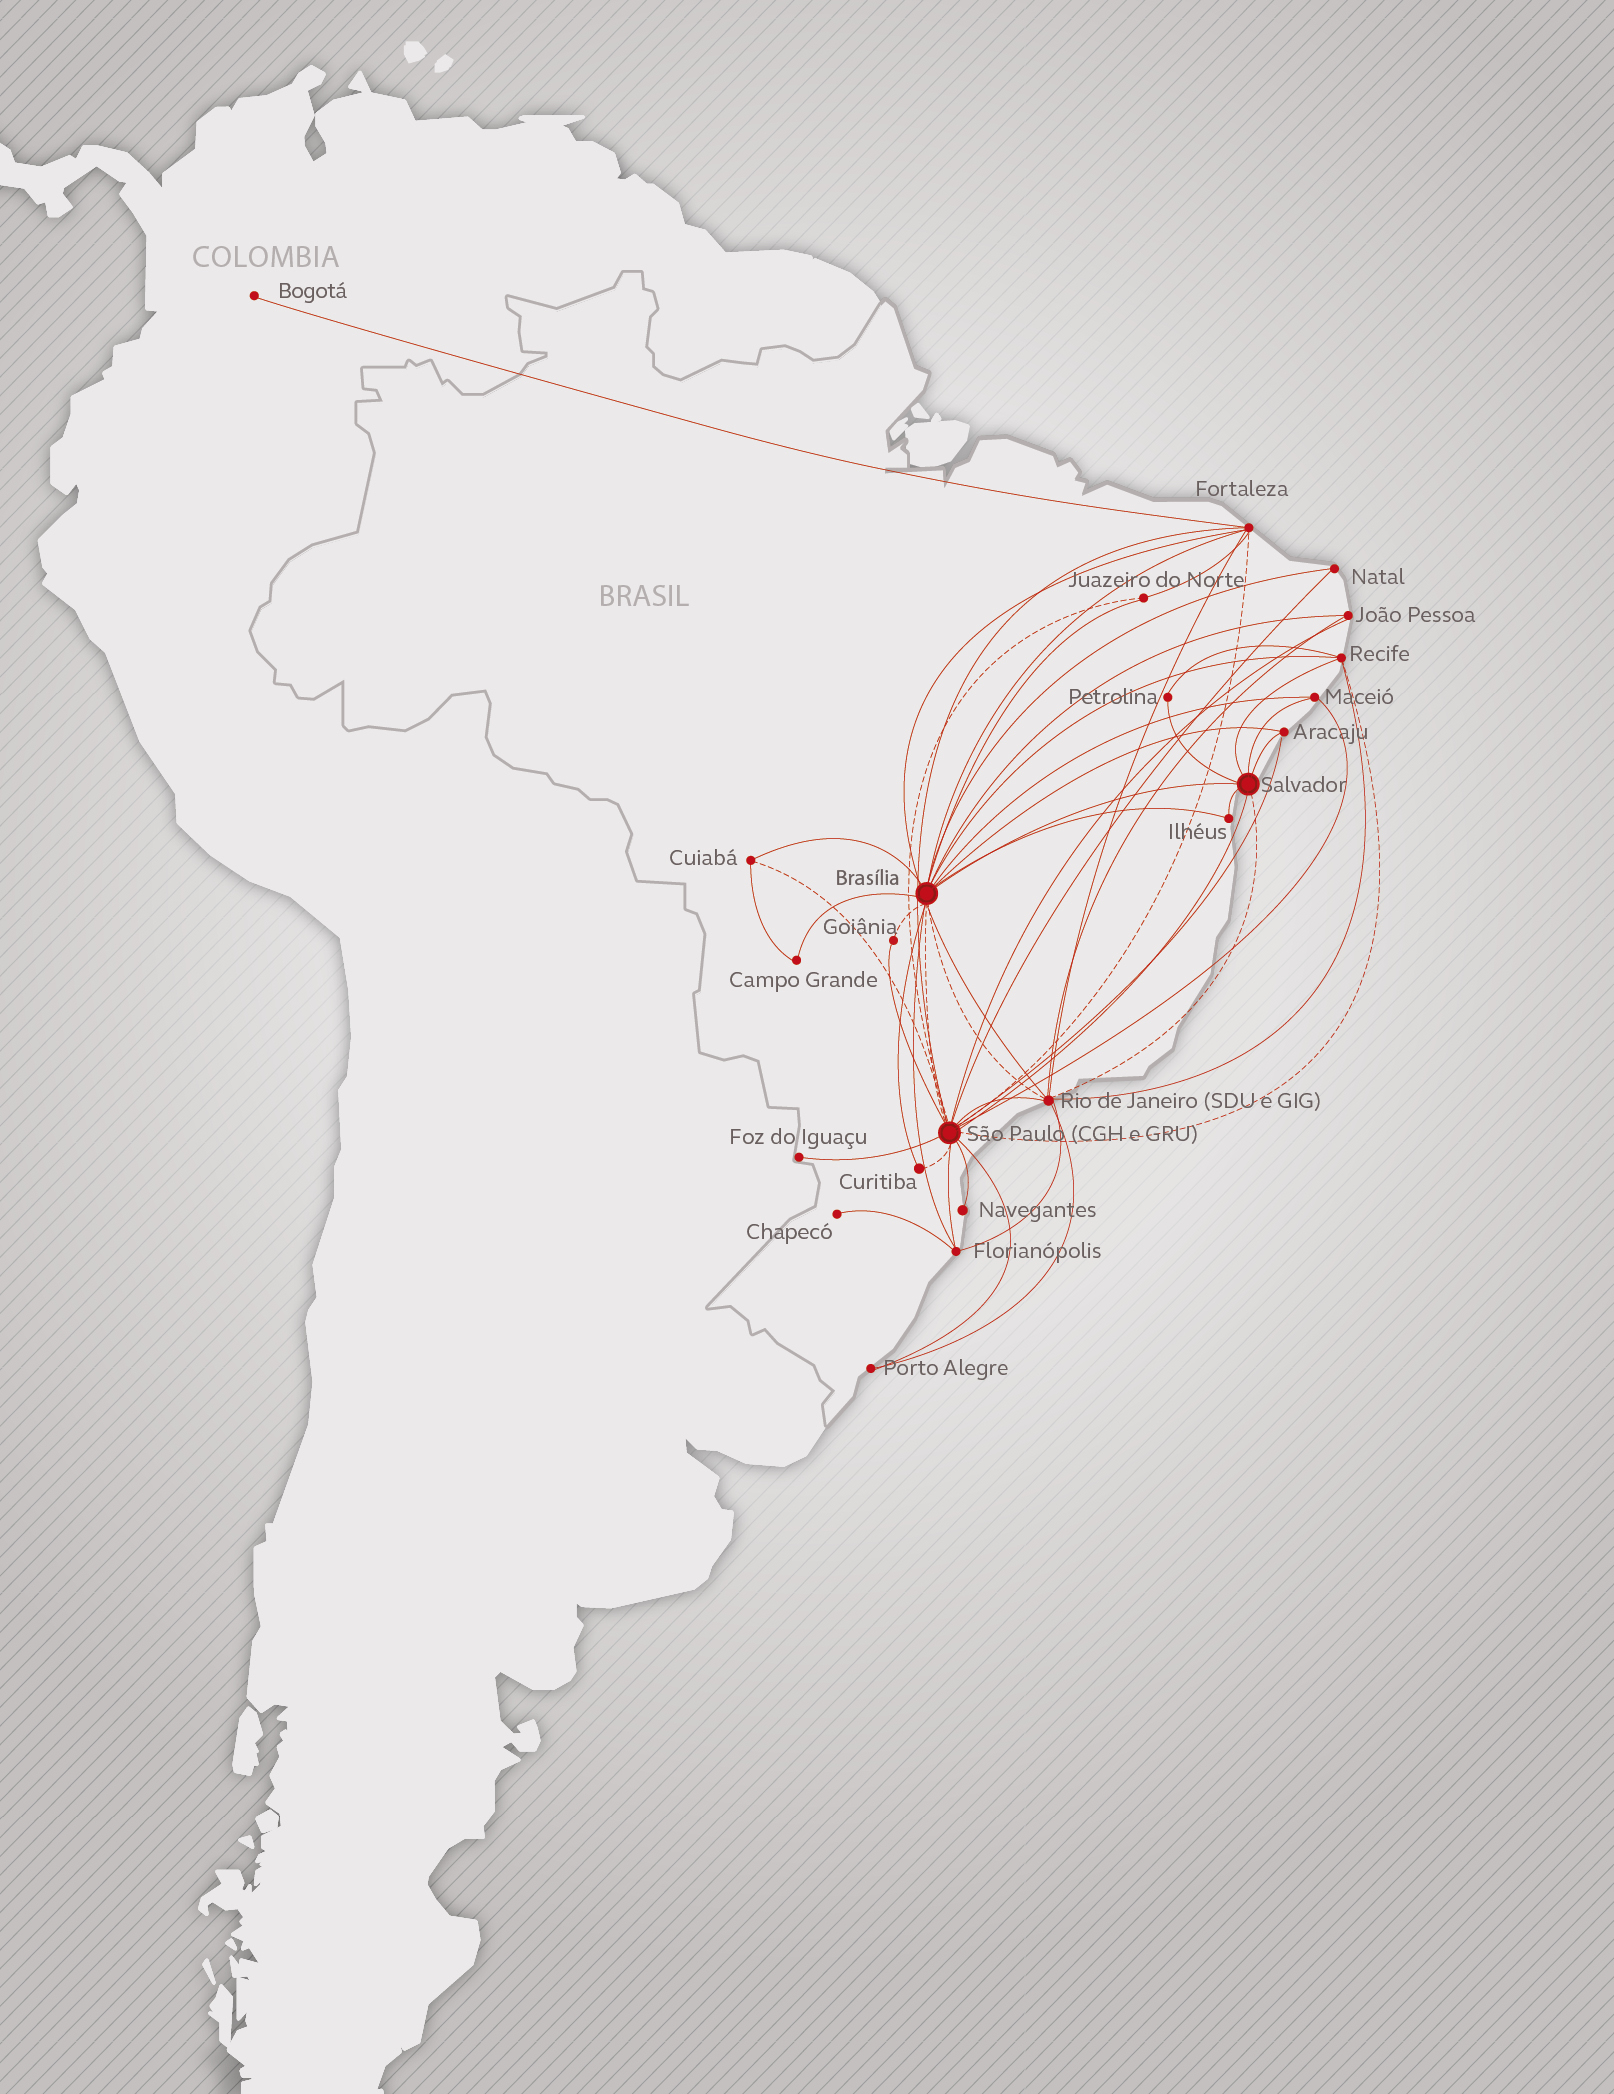 COLOMBIA
Bogotá
Fortaleza
Juazeiro do Norte
Natal
BRASIL
João Pessoa
Recife
Petrolina
Maceió
Aracaju
Salvador
Ilhéus
Cuiabá
Brasília
Goiânia
Campo Grande
Rio de Janeiro (SDU e GIG)
São Paulo (CGH e GRU)
Foz do Iguaçu
Curitiba
Navegantes
Chapecó
Florianópolis
Porto Alegre